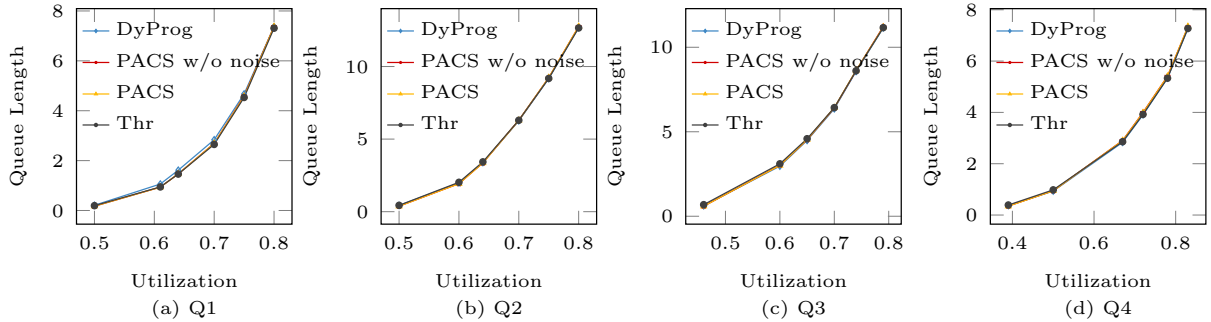 8
6
4
2
0
0.5 0.6 0.7 0.8
Queue Length
Utilization
DyProg
PACS w/o noise
PACS
Thr
(a) Q1
10
5
0
0.5 0.6 0.7 0.8
Queue Length
Utilization
DyProg
PACS w/o noise
PACS
Thr
(b) Q2
10
5
0
0.5 0.6 0.7 0.8
Queue Length
Utilization
DyProg
PACS w/o noise
PACS
Thr
(c) Q3
8
6
4
2
0
0.4 0.6 0.8
Queue Length
Utilization
DyProg
PACS w/o noise
PACS
Thr
(d) Q4